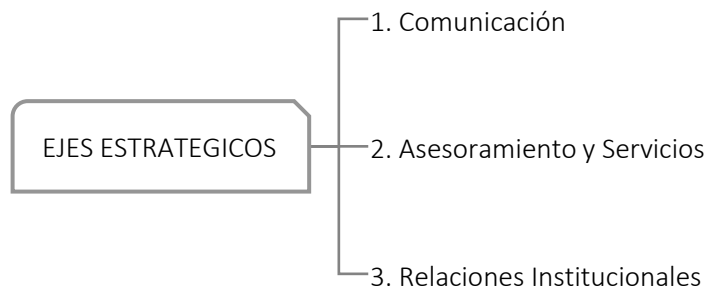 EJES ESTRATEGICOS
1. Comunicación
2. Asesoramiento y Servicios
3. Relaciones Institucionales